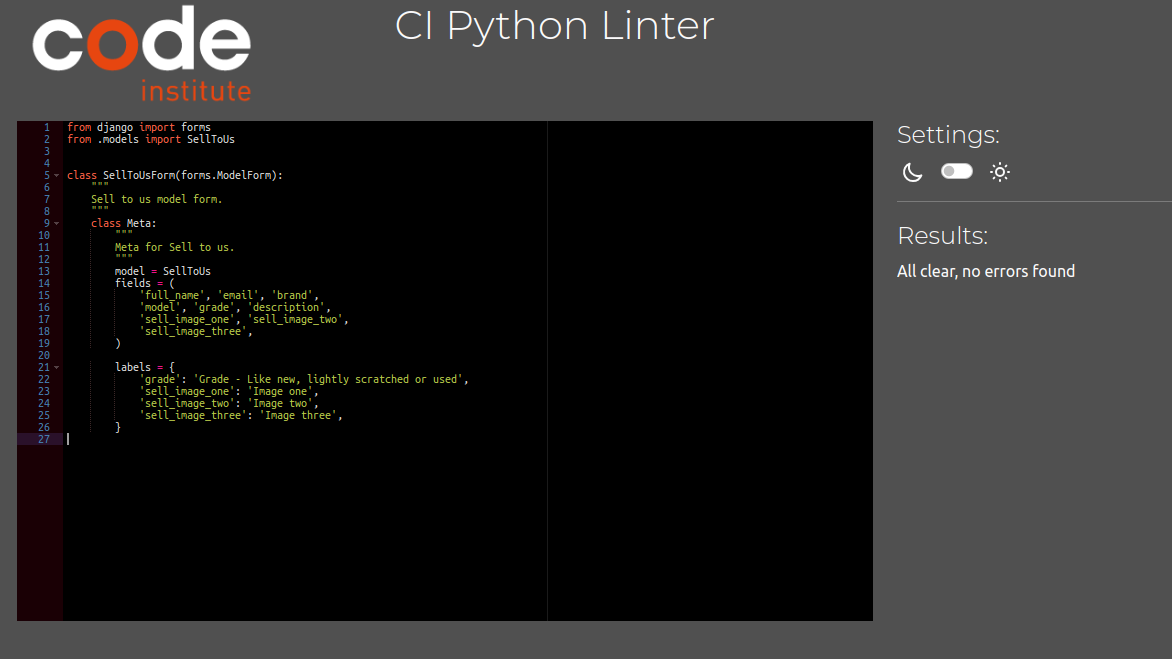 code
institute
CI Python Linter
1 from django import forms
2 from .models import SellToUs
3
4
5 class SellToUsForm(forms.ModelForm):
6     """
7     Sell to us model form.
8     """
9     class Meta:
10         """
11         Meta for Sell to us.
12         """
13         model = SellToUs
14         fields = (
15             'full_name', 'email', 'brand',
16             'model', 'grade', 'description',
17             'sell_image_one', 'sell_image_two',
18             'sell_image_three',
19         )
20
21         labels = {
22             'grade': 'Grade - Like new, lightly scratched or used',
23             'sell_image_one': 'Image one',
24             'sell_image_two': 'Image two',
25             'sell_image_three': 'Image three',
26         }
27
Settings:
Results:
All clear, no errors found